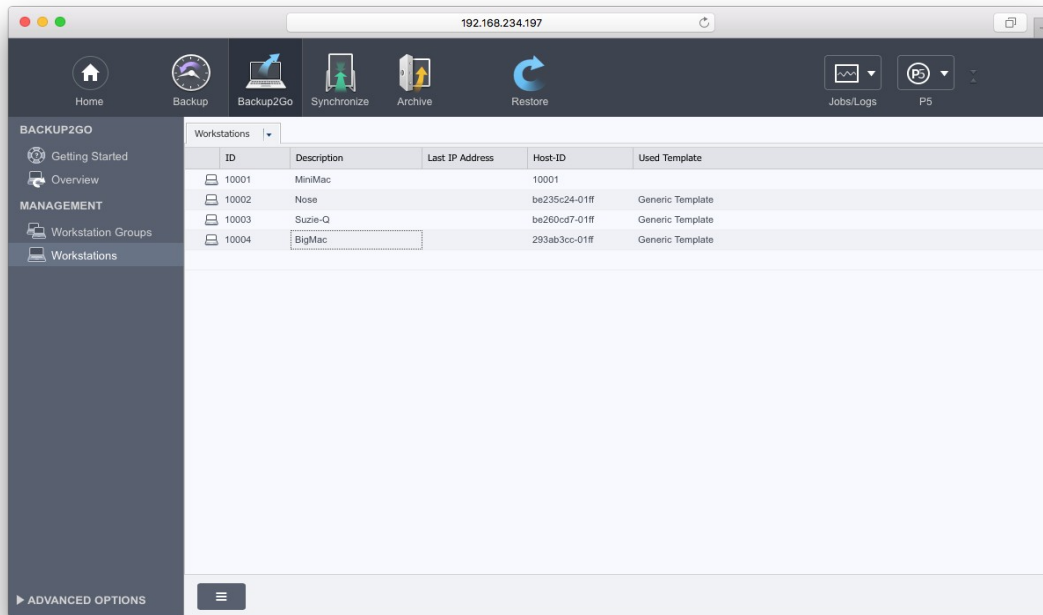 192.168.234.197
Home
Backup
Backup2Go
Synchronize
Archive
Restore
Jobs/Logs
P5
P5
BACKUP2GO
Getting Started
Overview
MANAGEMENT
Workstation Groups
Workstations
ADVANCED OPTIONS
Workstations
ID Description Last IP Address Host-ID Used Template
10001 MiniMac 10001
10002 Nose be235c24-01ff Generic Template
10003 Suzie-Q be260cd7-01ff Generic Template
10004 BigMac 293ab3cc-01ff Generic Template